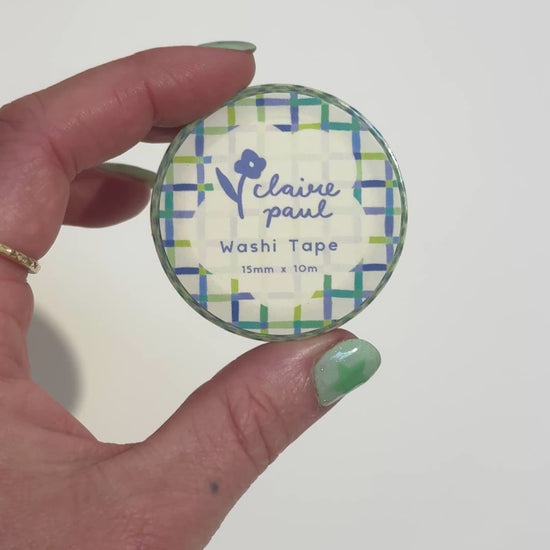 claire
paul
Washi Tape
15mm x 10m